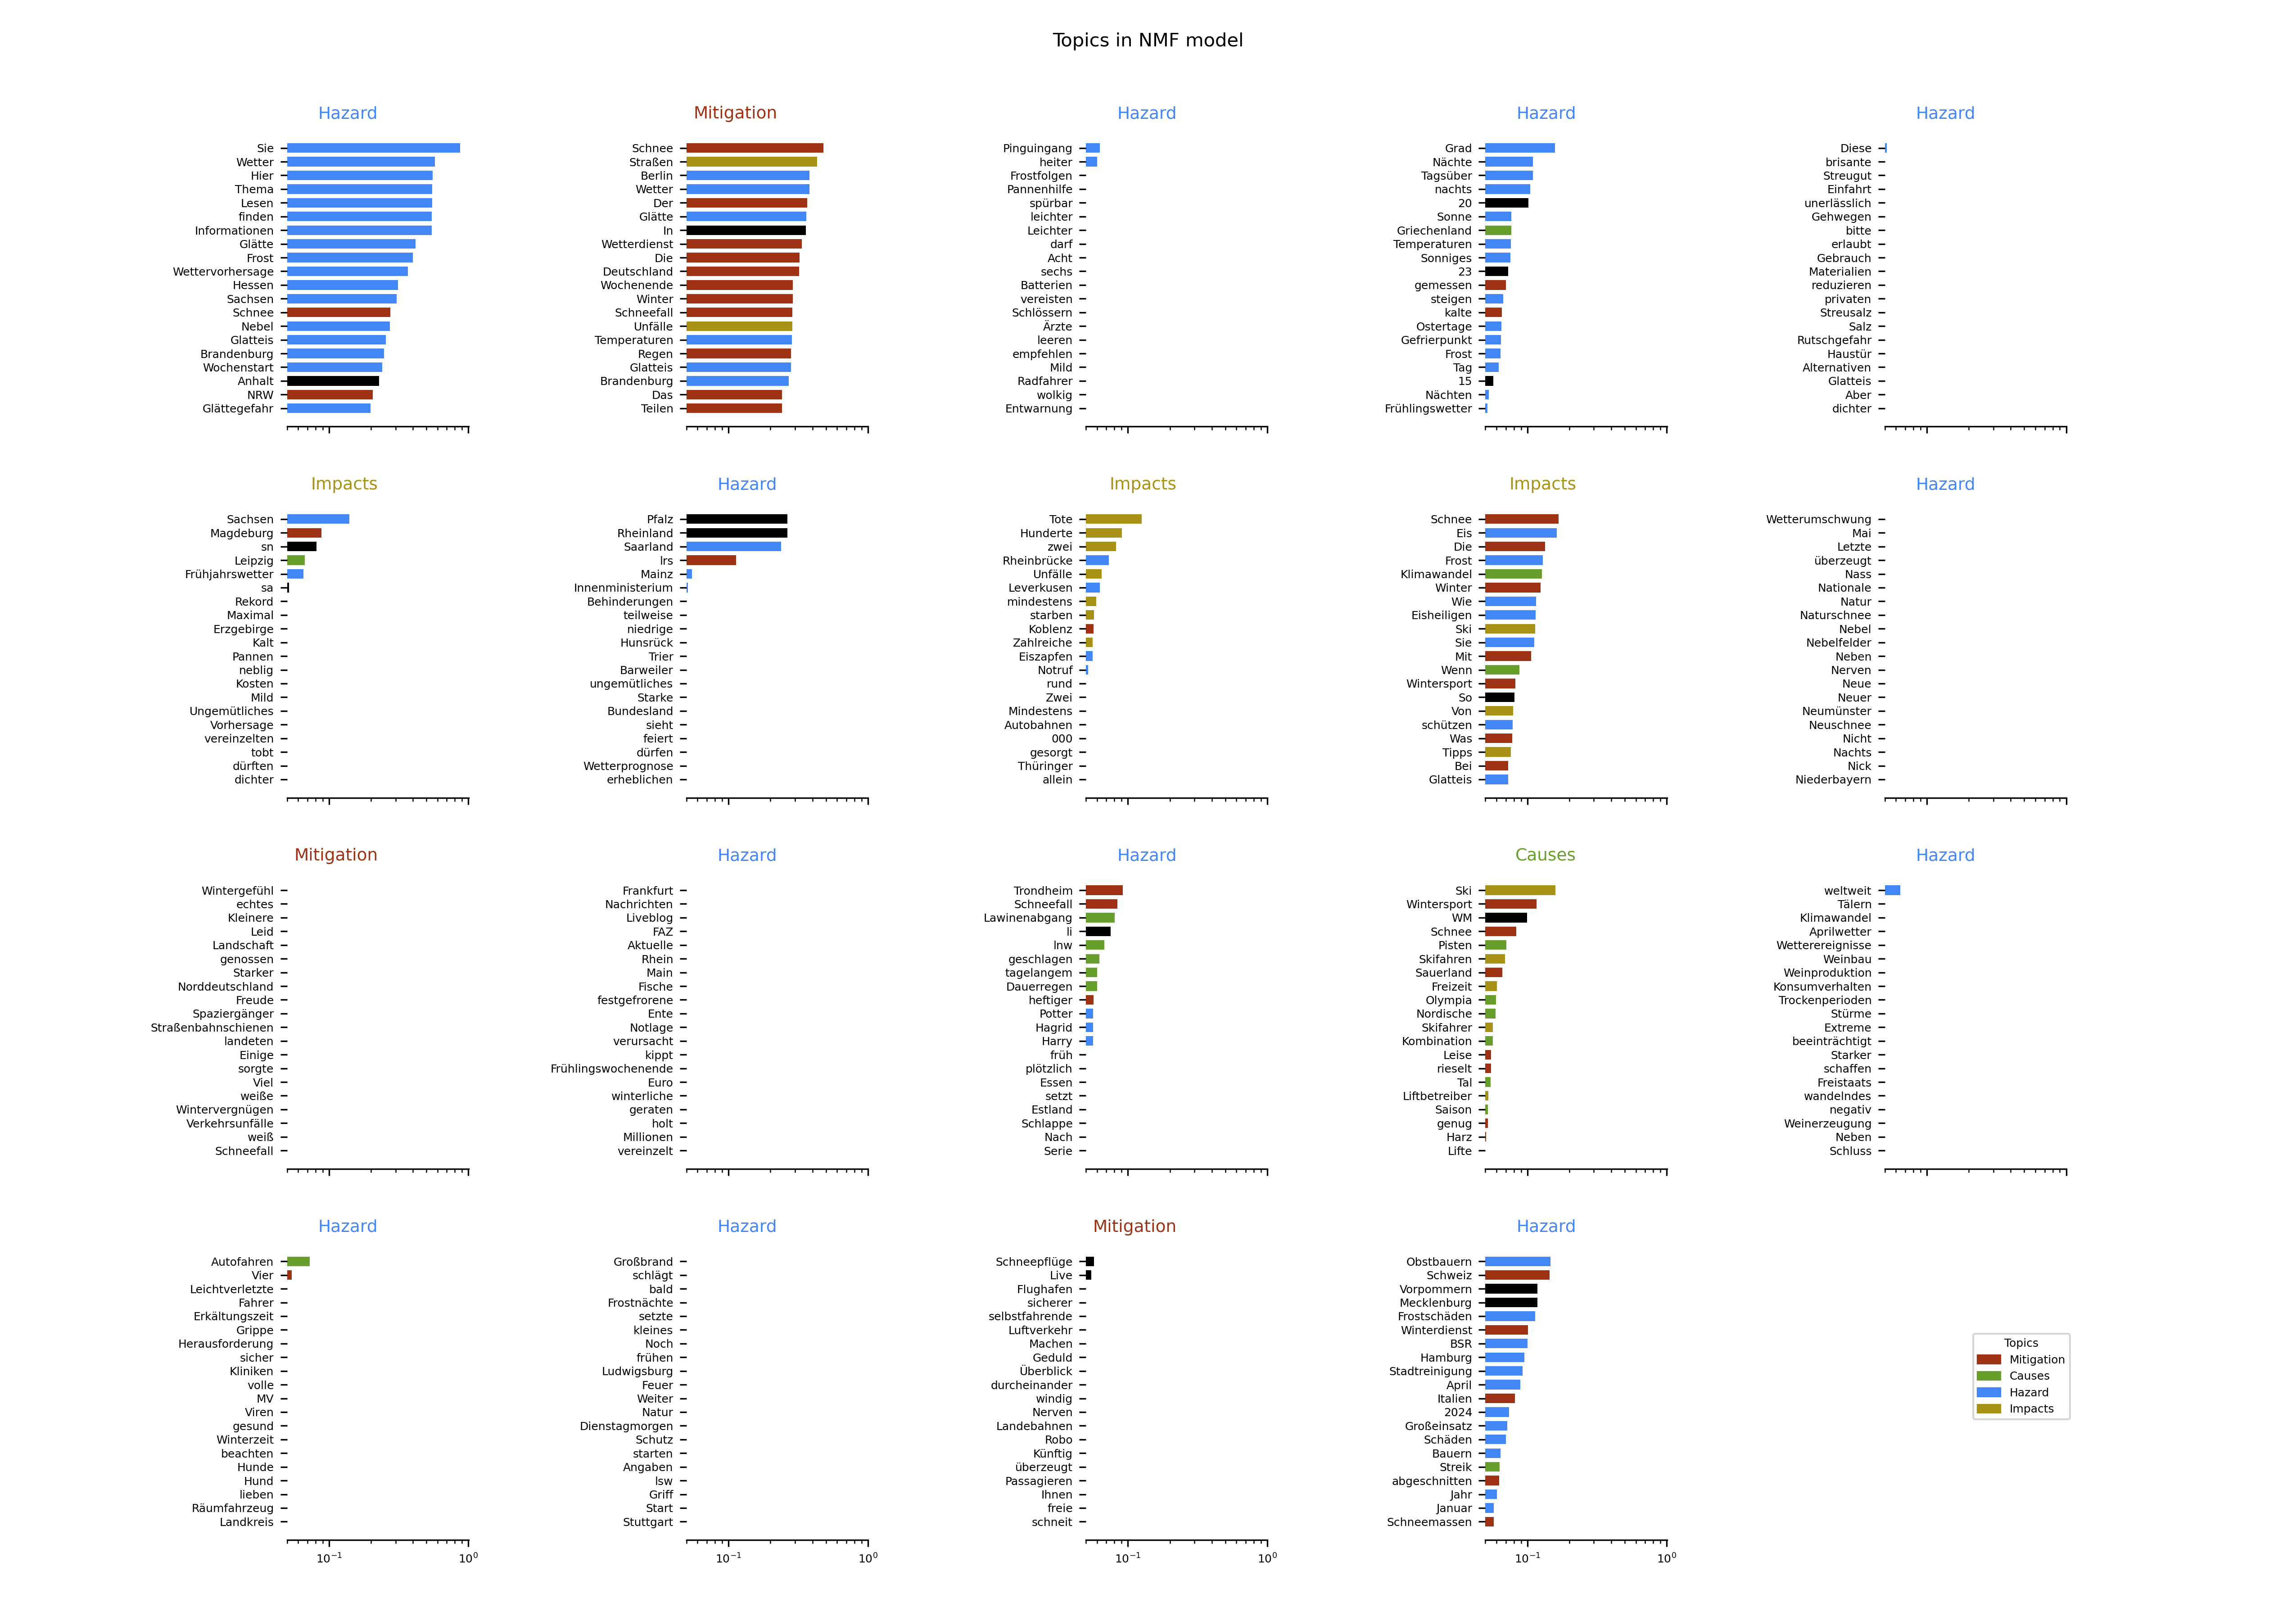 Topics in NMF model
Hazard
Sie
Wetter
Hier
Thema
Lesen
finden
Informationen
Glätte
Frost
Wettervorhersage
Hessen
Sachsen
Schnee
Nebel
Glatteis
Brandenburg
Wochenstart
Anhalt
NRW
Glättegefahr
Mitigation
Schnee
Straßen
Berlin
Wetter
Der
Glätte
In
Wetterdienst
Die
Deutschland
Wochenende
Winter
Schneefall
Unfälle
Temperaturen
Regen
Glatteis
Brandenburg
Das
Teilen
Hazard
Pinguingang
heiter
Frostfolgen
Pannenhilfe
spürbar
leichter
Leichter
darf
Acht
sechs
Batterien
vereisten
Schlössern
Ärzte
leeren
empfehlen
Mild
Radfahrer
wolkig
Entwarnung
Hazard
Grad
Nächte
Tagsüber
nachts
20
Sonne
Griechenland
Temperaturen
Sonniges
23
gemessen
steigen
kalte
Ostertage
Gefrierpunkt
Frost
Tag
15
Nächten
Frühlingswetter
Hazard
Diese
brisante
Streugut
Einfahrt
unerlässlich
Gehwegen
bitte
erlaubt
Gebrauch
Materialien
reduzieren
privaten
Streusalz
Salz
Rutschgefahr
Haustür
Alternativen
Glatteis
Aber
dichter
Impacts
Sachsen
Magdeburg
sn
Leipzig
Frühjahrswetter
sa
Rekord
Maximal
Erzgebirge
Kalt
Pannen
neblig
Kosten
Mild
Ungemütliches
Vorhersage
vereinzelten
tobt
dürften
dichter
Hazard
Pfalz
Rheinland
Saarland
lrs
Mainz
Innenministerium
Behinderungen
teilweise
niedrige
Hunsrück
Trier
Barweiler
ungemütliches
Starke
Bundesland
sieht
feiert
dürfen
Wetterprognose
erheblichen
Impacts
Tote
Hunderte
zwei
Rheinbrücke
Unfälle
Leverkusen
mindestens
starben
Koblenz
Zahlreiche
Eiszapfen
Notruf
rund
Zwei
Mindestens
Autobahnen
000
gesorgt
Thüringer
allein
Impacts
Schnee
Eis
Die
Frost
Klimawandel
Winter
Wie
Eisheiligen
Ski
Sie
Mit
Wenn
Wintersport
So
Von
schützen
Was
Tipps
Bei
Glatteis
Hazard
Wetterumschwung
Mai
Letzte
überzeugt
Nass
Nationale
Natur
Naturschnee
Nebel
Nebelfelder
Neben
Nerven
Neue
Neuer
Neumünster
Neuschnee
Nicht
Nachts
Nick
Niederbayern
Mitigation
Wintergefühl
echtes
Kleinere
Leid
Landschaft
genossen
Starker
Norddeutschland
Freude
Spaziergänger
Straßenbahnschienen
landeten
Einige
sorgte
Viel
weiße
Wintervergnügen
Verkehrsunfälle
weiß
Schneefall
Hazard
Frankfurt
Nachrichten
Liveblog
FAZ
Aktuelle
Rhein
Main
Fische
festgefrorene
Ente
Notlage
verursacht
kippt
Frühlingswochenende
Euro
winterliche
geraten
holt
Millionen
vereinzelt
Hazard
Trondheim
Schneefall
Lawinenabgang
li
lnw
geschlagen
tagelangem
Dauerregen
heftiger
Potter
Hagrid
Harry
früh
plötzlich
Essen
setzt
Estland
Schlappe
Nach
Serie
Causes
Ski
Wintersport
WM
Schnee
Pisten
Skifahren
Sauerland
Freizeit
Olympia
Nordische
Skifahrer
Kombination
Leise
rieselt
Tal
Liftbetreiber
Saison
genug
Harz
Lifte
Hazard
weltweit
Tälern
Klimawandel
Aprilwetter
Wetterereignisse
Weinbau
Weinproduktion
Konsumverhalten
Trockenperioden
Stürme
Extreme
beeinträchtigt
Starker
schaffen
Freistaats
wandelndes
negativ
Weinerzeugung
Neben
Schluss
Hazard
Autofahren
Vier
Leichtverletzte
Fahrer
Erkältungszeit
Grippe
Herausforderung
sicher
Kliniken
volle
MV
Viren
gesund
Winterzeit
beachten
Hunde
Hund
lieben
Räumfahrzeug
Landkreis
10⁻¹ 10⁰
Hazard
Großbrand
schlägt
bald
Frostnächte
setzte
kleines
Noch
frühen
Ludwigsburg
Feuer
Weiter
Natur
Dienstagmorgen
Schutz
starten
Angaben
lsw
Griff
Start
Stuttgart
10⁻¹ 10⁰
Mitigation
Schneepflüge
Live
Flughafen
sicherer
selbstfahrende
Luftverkehr
Machen
Geduld
Überblick
durcheinander
windig
Nerven
Landebahnen
Robo
Künftig
überzeugt
Passagieren
Ihnen
freie
schneit
10⁻¹ 10⁰
Hazard
Obstbauern
Schweiz
Vorpommern
Mecklenburg
Frostschäden
Winterdienst
BSR
Hamburg
Stadtreinigung
April
Italien
2024
Großeinsatz
Schäden
Bauern
Streik
abgeschnitten
Jahr
Januar
Schneemassen
10⁻¹ 10⁰
Topics
Mitigation
Causes
Hazard
Impacts